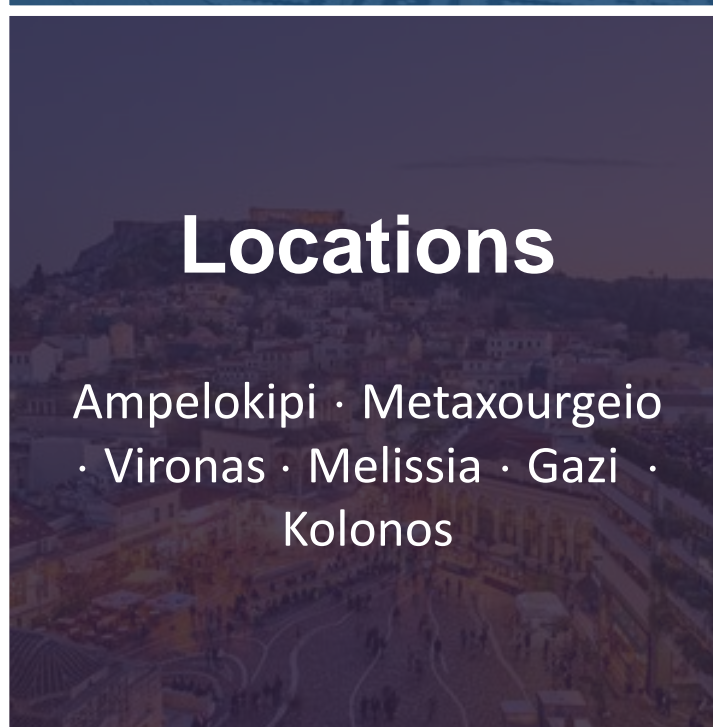 Locations
Ampelokipi · Metaxourgeio
· Vironas · Melissia · Gazi ·
Kolonos